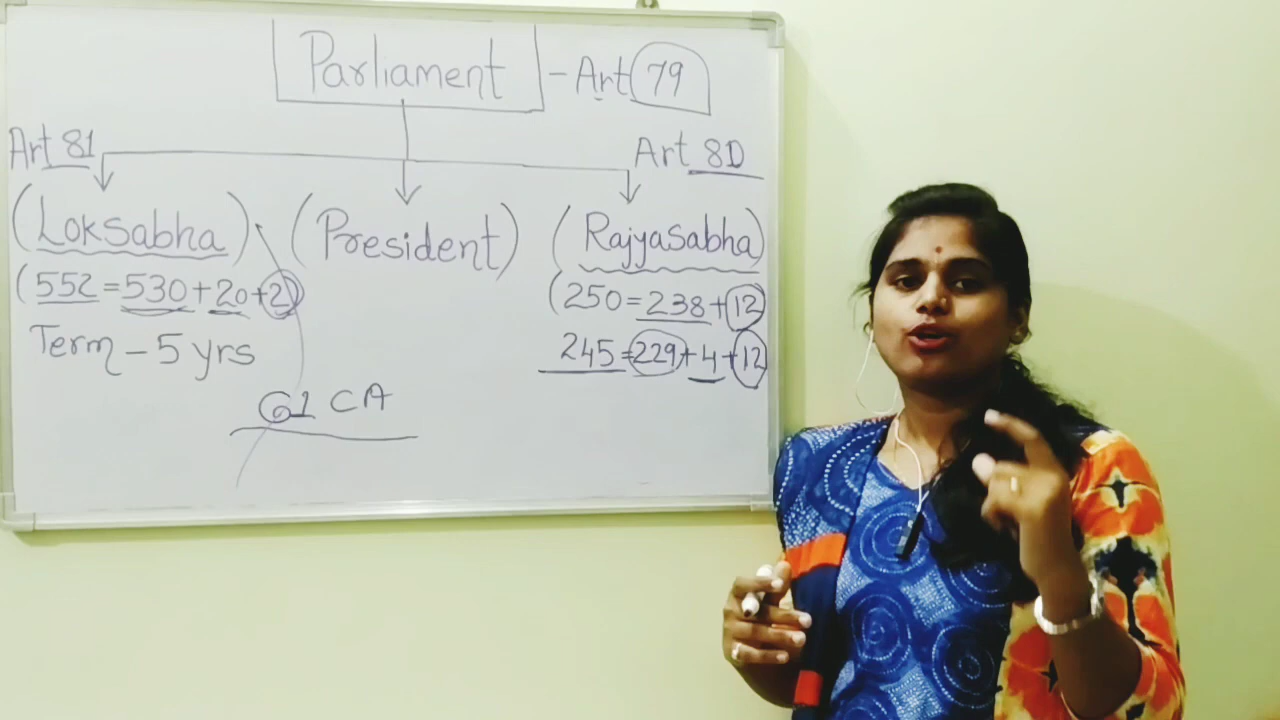 Parliament - Art 79
Art 81
Art 80
(Loksabha) (President) (Rajyasabha)
(552 = 530 + 20 + 2)
(250 = 238 + 12
Term - 5 yrs
245 = 229 + 4 + 12
61 CA